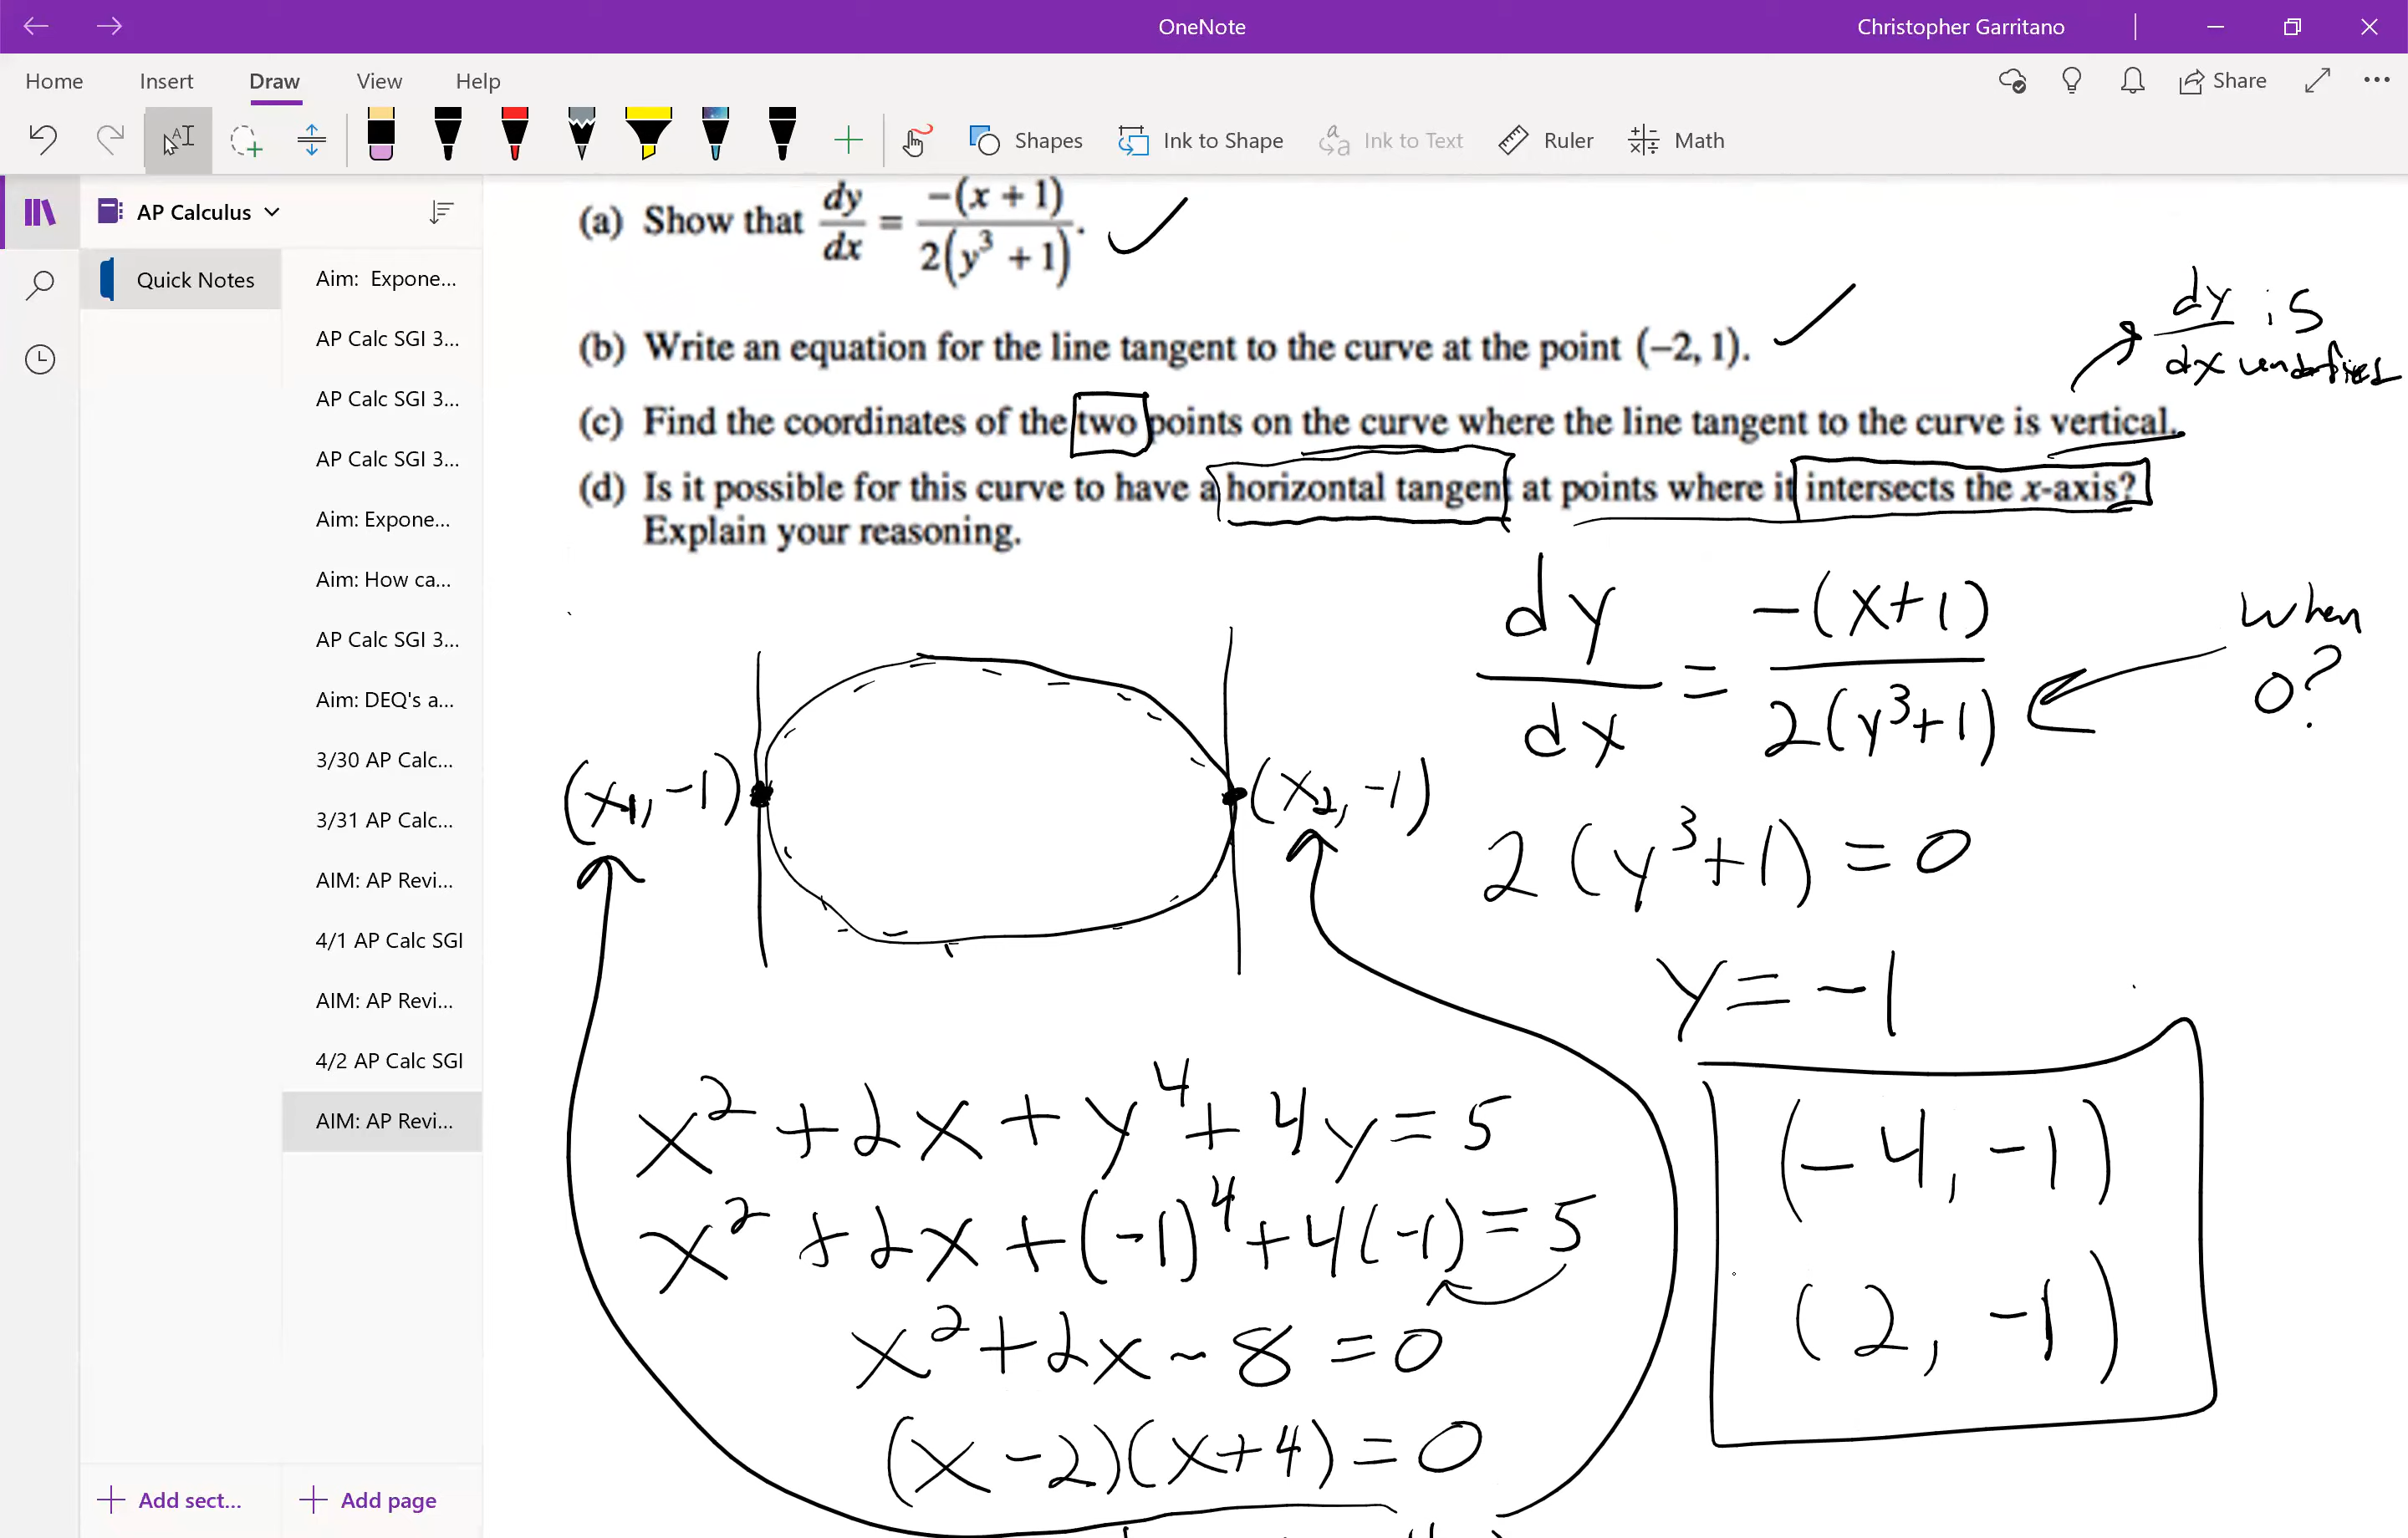 OneNote
Christopher Garritano
Home Insert Draw View Help
Share
Shapes Ink to Shape Ink to Text Ruler Math
AP Calculus
Quick Notes
Aim: Expone...
AP Calc SGI 3...
AP Calc SGI 3...
AP Calc SGI 3...
Aim: Expone...
Aim: How ca...
AP Calc SGI 3...
Aim: DEQ's a...
3/30 AP Calc...
3/31 AP Calc...
AIM: AP Revi...
4/1 AP Calc SGI
AIM: AP Revi...
4/2 AP Calc SGI
AIM: AP Revi...
Add sect...
Add page
(a) Show that dy/dx = -(x + 1)/2(y³ + 1).
(b) Write an equation for the line tangent to the curve at the point (−2, 1).
dy/dx is undefined
(c) Find the coordinates of the two points on the curve where the line tangent to the curve is vertical.
(d) Is it possible for this curve to have a horizontal tangent at points where it intersects the x-axis?
Explain your reasoning.
dy/dx = -(x+1)/2(y³+1)
when
0?
(x₁, -1)
(x₂, -1)
2(y³+1) = 0
y = -1
x² + 2x + y⁴ + 4y = 5
x² + 2x + (-1)⁴ + 4(-1) = 5
x² + 2x - 8 = 0
(x - 2)(x + 4) = 0
(-4, -1)
(2, -1)